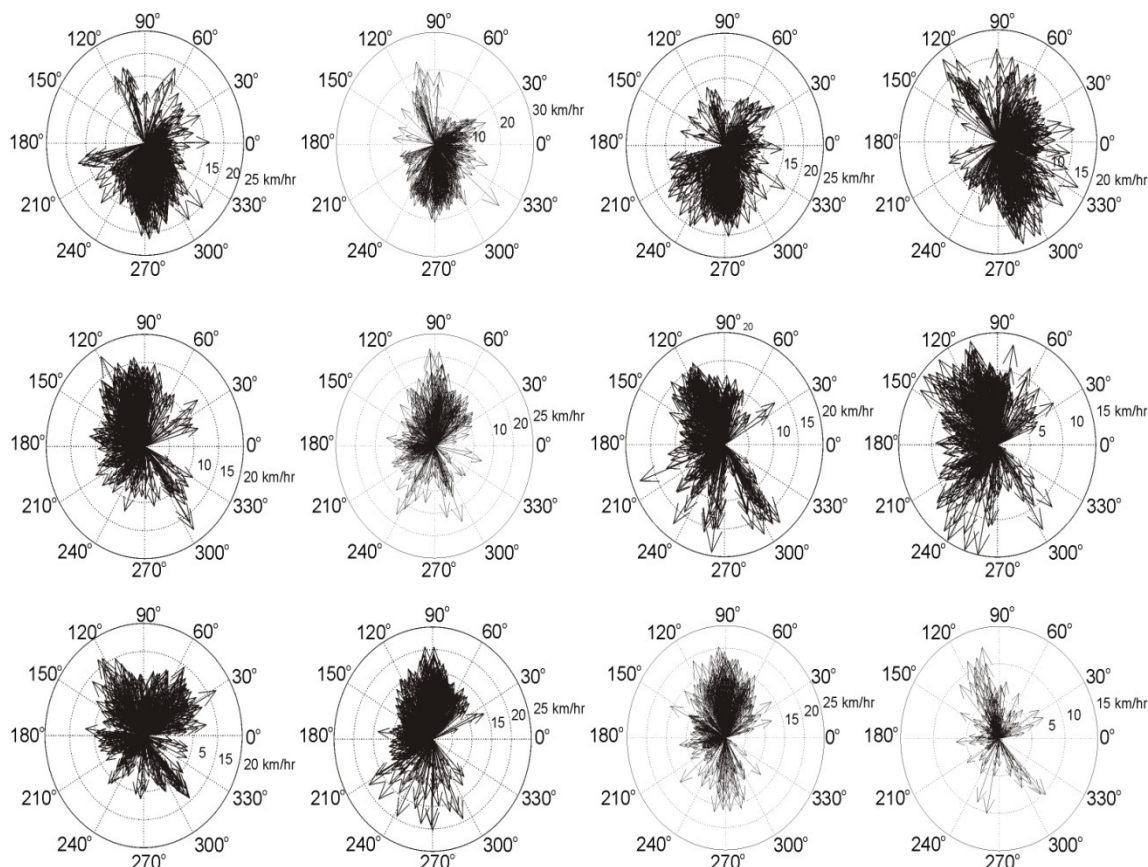 90° 90° 90° 90°
120° 60° 120° 60° 120° 60° 120° 60°
150° 30° 150° 30° 150° 30° 150° 30°
30 km/hr
20
180° 0° 180° 10 0° 180° 0° 180° 0°
15 20 25 km/hr 15 20 25 km/hr 10 15 20 km/hr
210° 330° 210° 330° 210° 330° 210° 330°
240° 300° 240° 300° 240° 300° 240° 300°
270° 270° 270° 270°
90° 90° 90° 20 90°
120° 60° 120° 60° 120° 60° 120° 60°
150° 30° 150° 30° 150° 30° 150° 30°
10 20 25 km/hr 10 15 20 km/hr 5 10 15 km/hr
180° 0° 180° 0° 180° 0° 180° 0°
10 15 20 km/hr
210° 330° 210° 330° 210° 330° 210° 330°
240° 300° 240° 300° 240° 300° 240° 300°
270° 270° 270° 270°
90° 90° 90° 90°
120° 60° 120° 60° 120° 60° 120° 60°
150° 30° 150° 30° 150° 30° 150° 30°
15 20 25 km/hr 15 20 25 km/hr 5 10 15 km/hr
180° 0° 180° 0° 180° 0° 180° 0°
5 15 20 km/hr
210° 330° 210° 330° 210° 330° 210° 330°
240° 300° 240° 300° 240° 300° 240° 300°
270° 270° 270° 270°